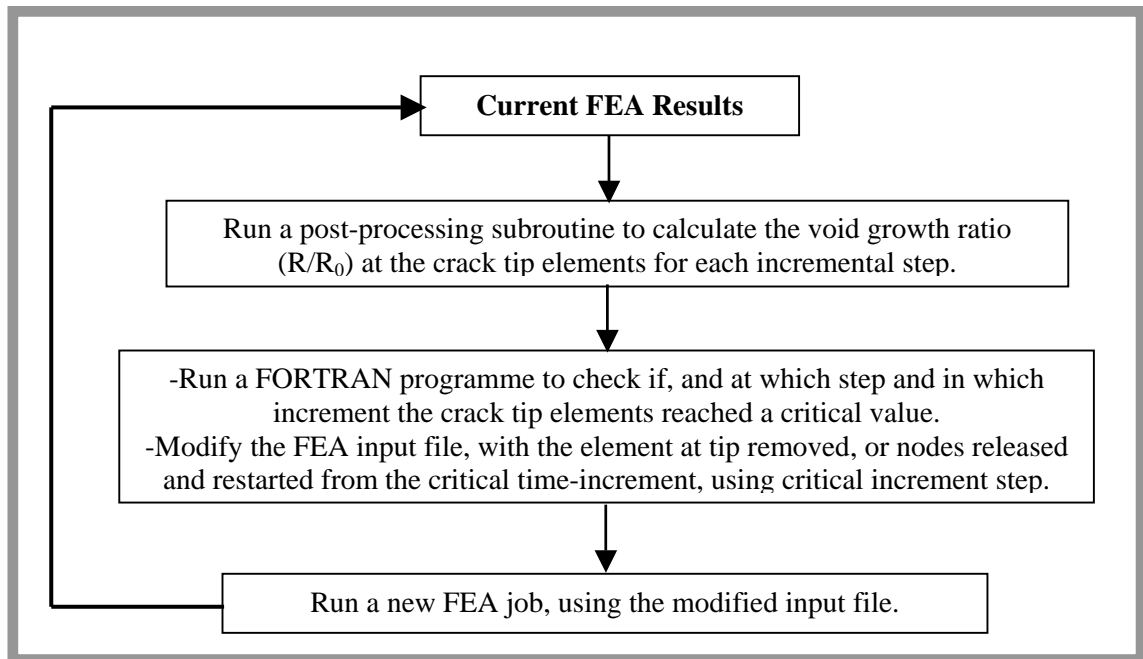 Current FEA Results
Run a post-processing subroutine to calculate the void growth ratio
(R/R₀) at the crack tip elements for each incremental step.
-Run a FORTRAN programme to check if, and at which step and in which
increment the crack tip elements reached a critical value.
-Modify the FEA input file, with the element at tip removed, or nodes released
and restarted from the critical time-increment, using critical increment step.
Run a new FEA job, using the modified input file.